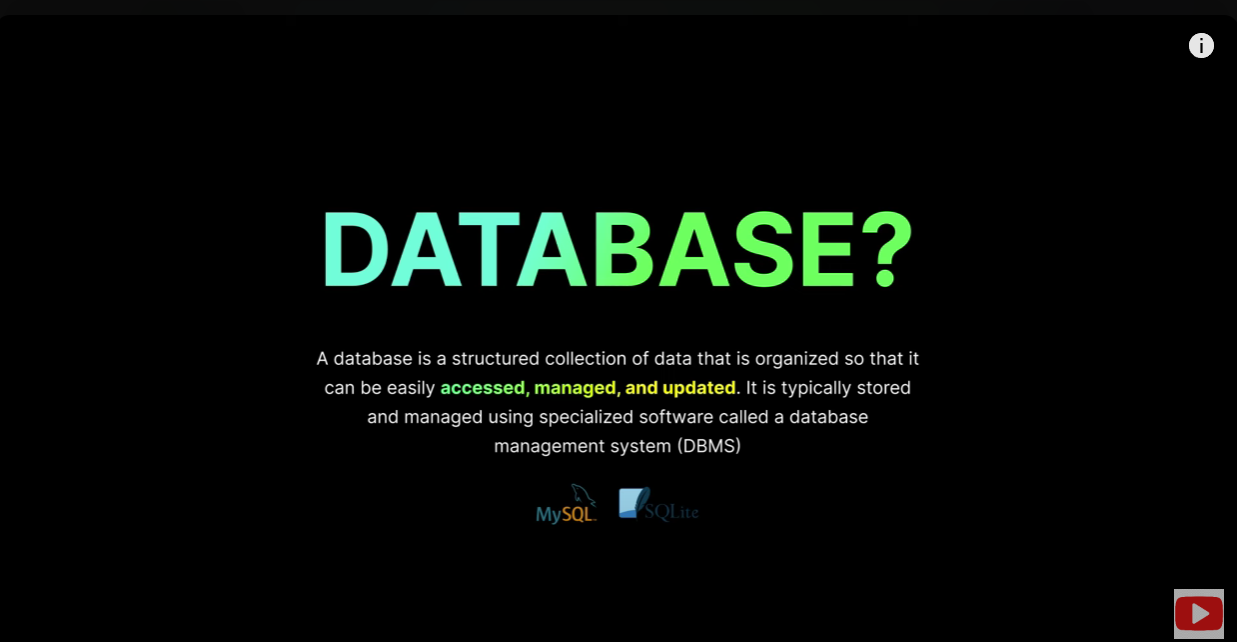 DATABASE?
A database is a structured collection of data that is organized so that it
can be easily accessed, managed, and updated. It is typically stored
and managed using specialized software called a database
management system (DBMS)
MySQL SQLite